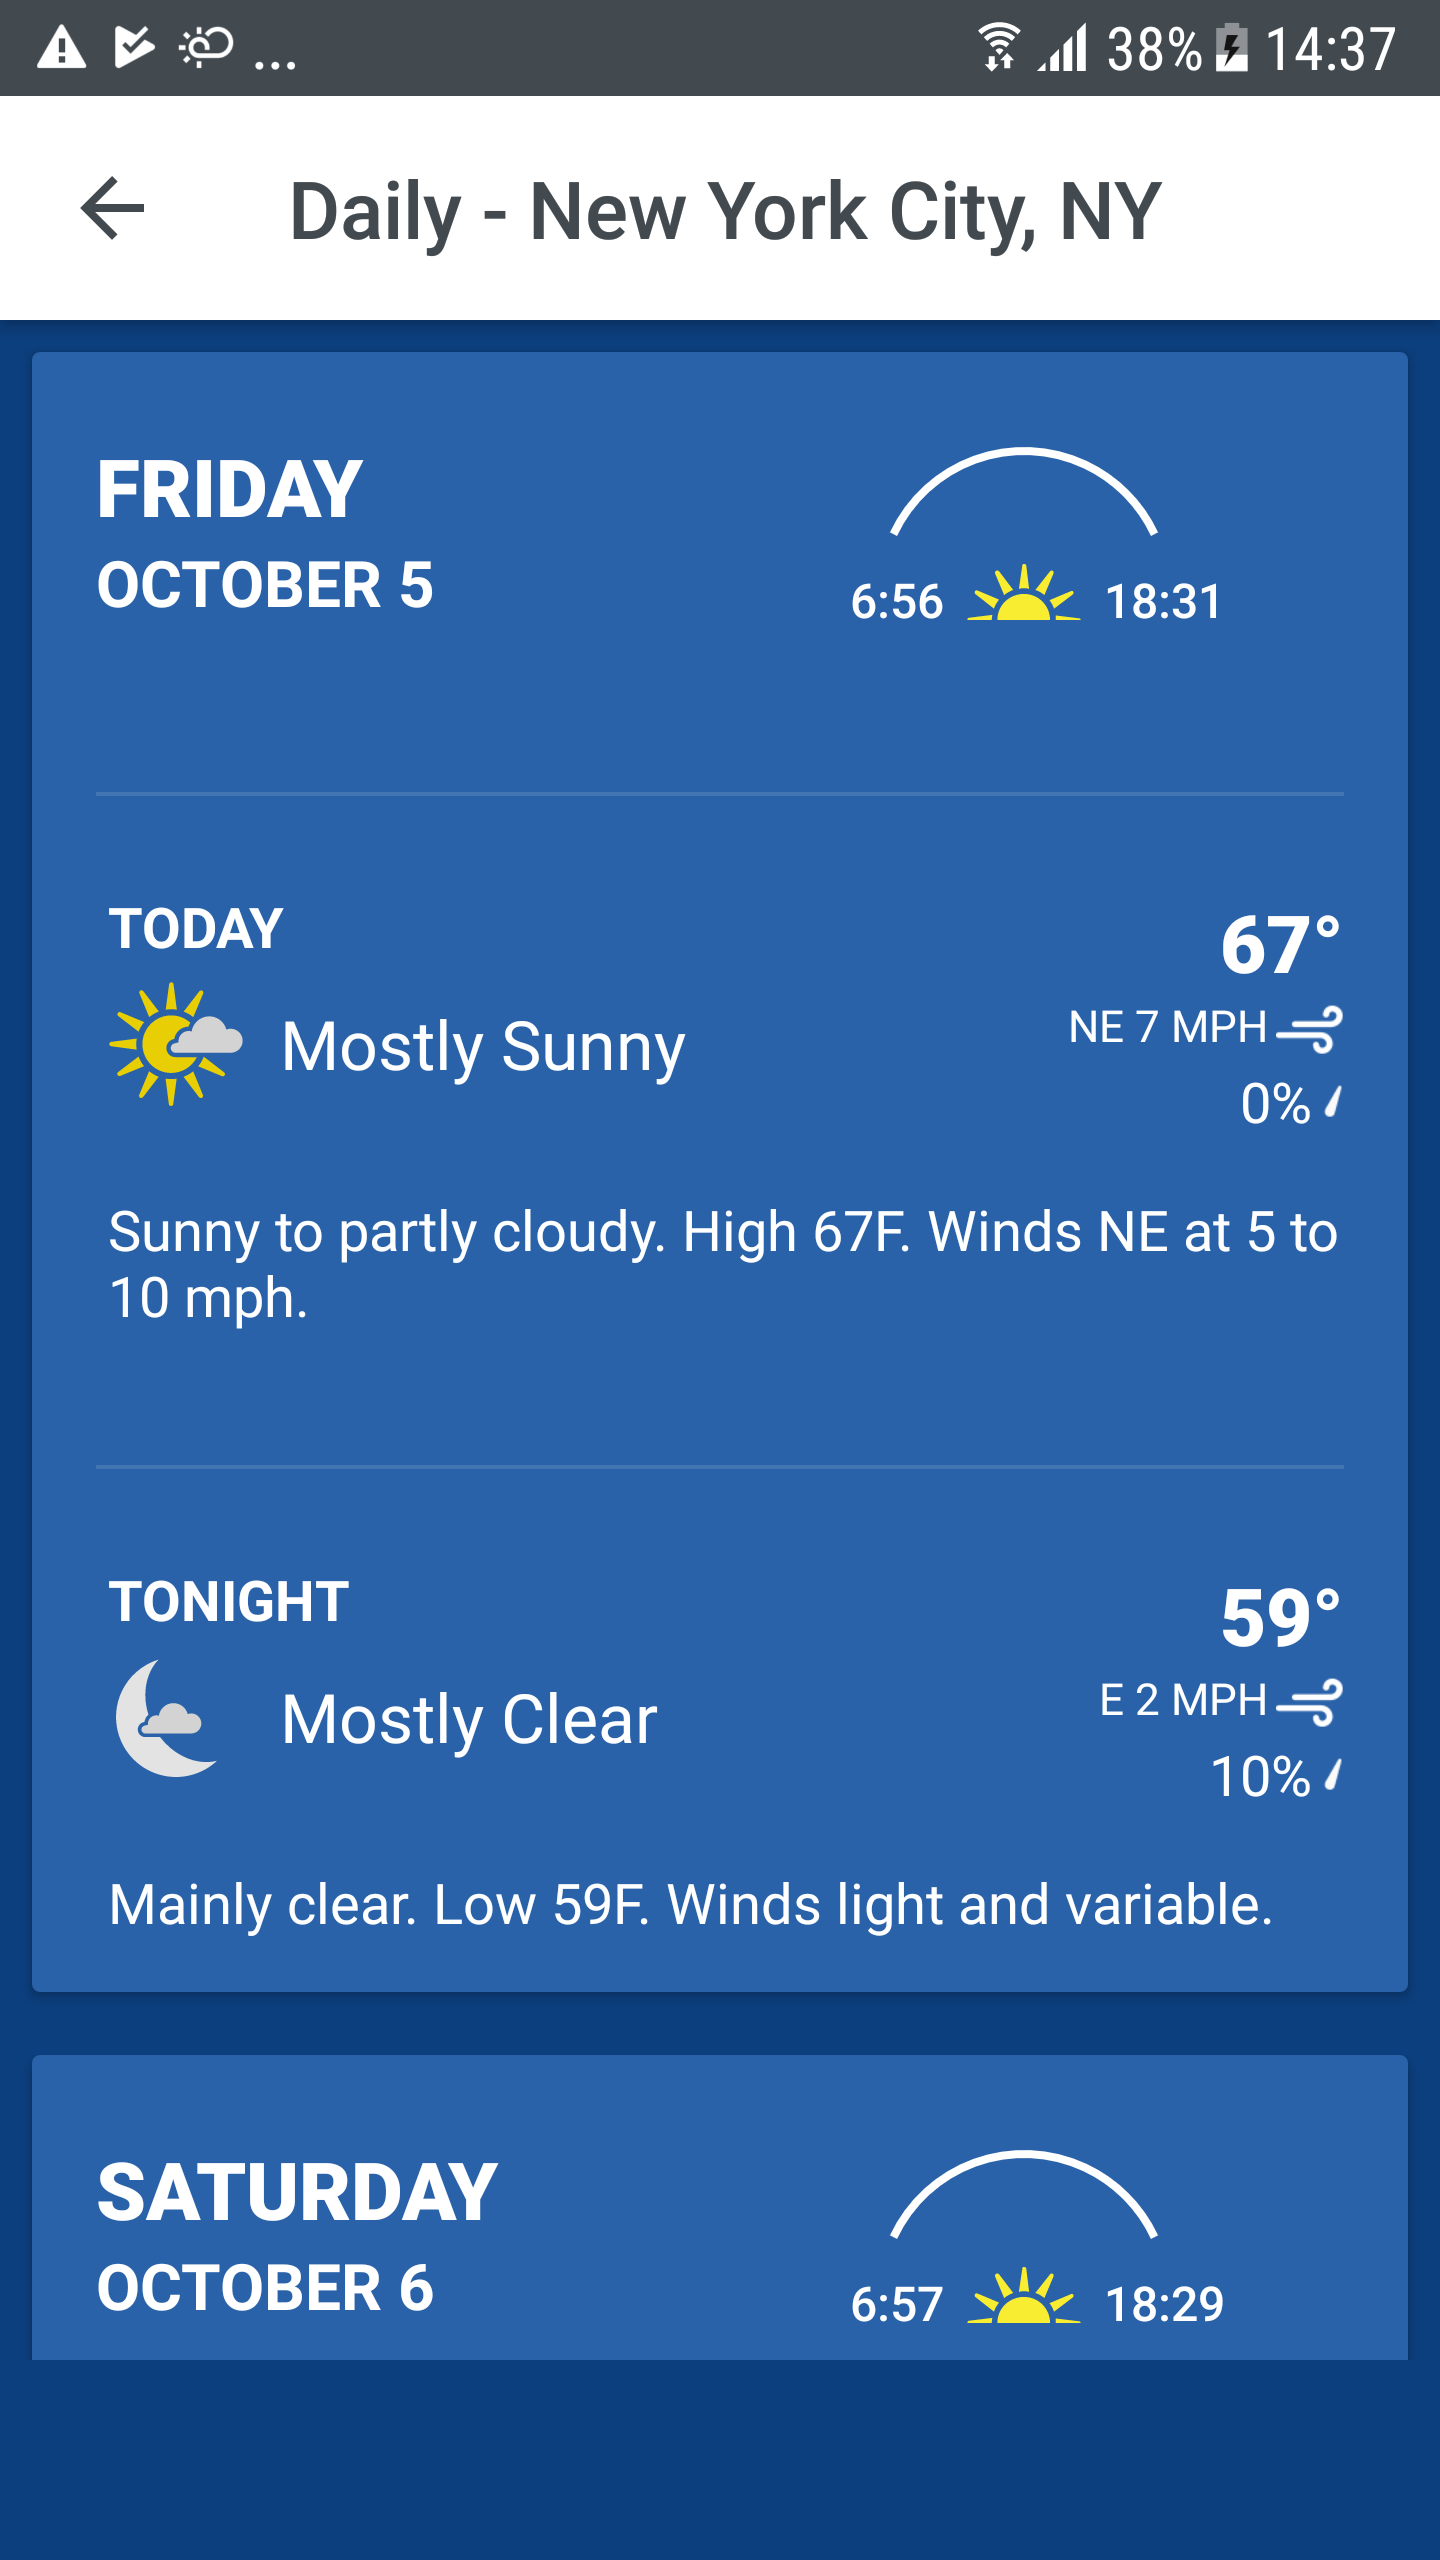 ... 38% 14:37
Daily - New York City, NY
FRIDAY
OCTOBER 5
6:56 18:31
TODAY
67°
Mostly Sunny
NE 7 MPH
0%
Sunny to partly cloudy. High 67F. Winds NE at 5 to
10 mph.
TONIGHT
59°
Mostly Clear
E 2 MPH
10%
Mainly clear. Low 59F. Winds light and variable.
SATURDAY
OCTOBER 6
6:57 18:29